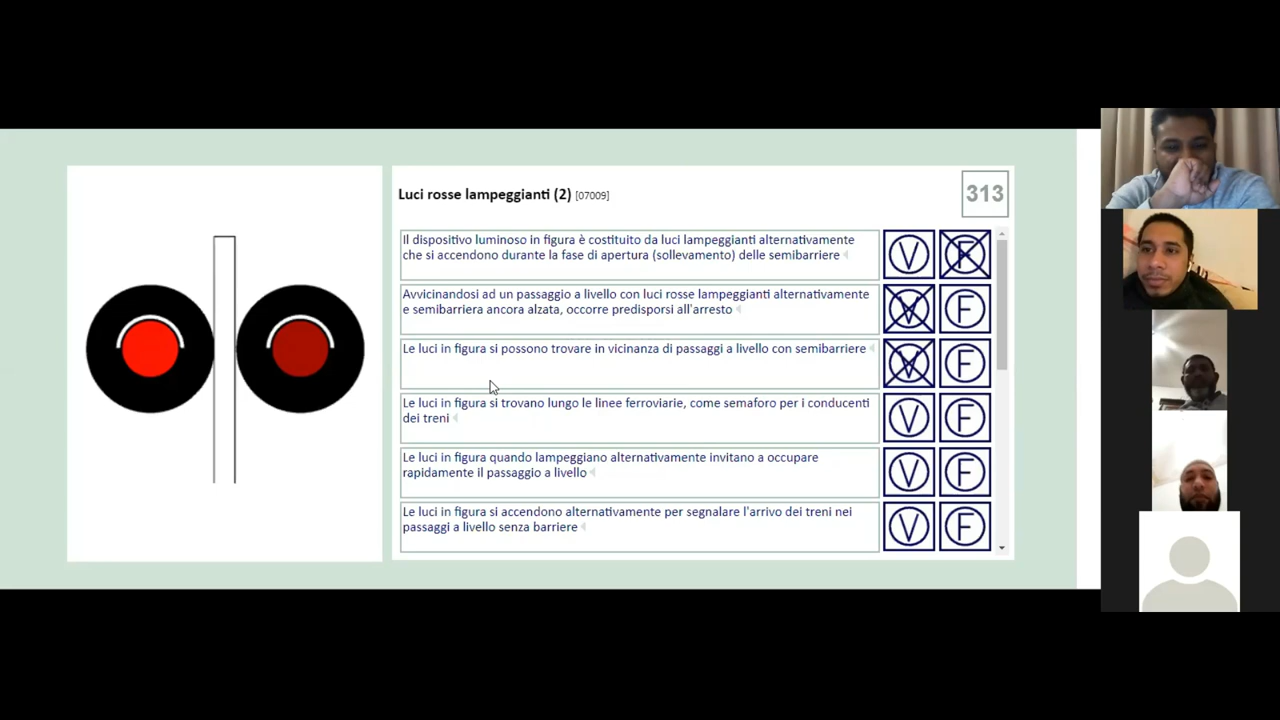 Luci rosse lampeggianti (2) [07009]
313
Il dispositivo luminoso in figura è costituito da luci lampeggianti alternativamente
che si accendono durante la fase di apertura (sollevamento) delle semibarriere
V F
Avvicinandosi ad un passaggio a livello con luci rosse lampeggianti alternativamente
e semibarriera ancora alzata, occorre predisporsi all'arresto
V F
Le luci in figura si possono trovare in vicinanza di passaggi a livello con semibarriere
V F
Le luci in figura si trovano lungo le linee ferroviarie, come semaforo per i conducenti
dei treni
V F
Le luci in figura quando lampeggiano alternativamente invitano a occupare
rapidamente il passaggio a livello
V F
Le luci in figura si accendono alternativamente per segnalare l'arrivo dei treni nei
passaggi a livello senza barriere
V F